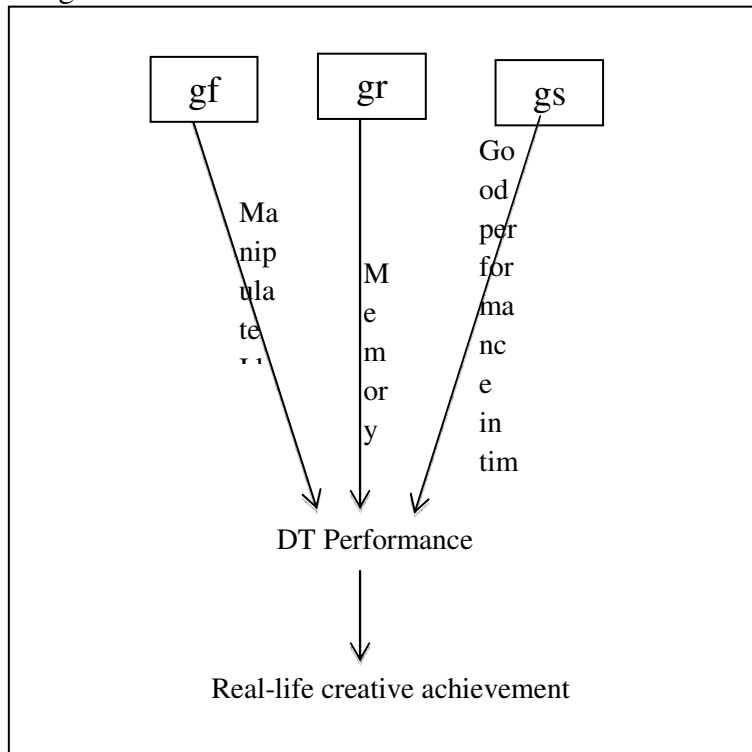 gf
gr
gs
Ma
nip
ula
te
M
e
m
or
y
Go
od
per
for
ma
nc
e
in
tim
DT Performance
Real-life creative achievement